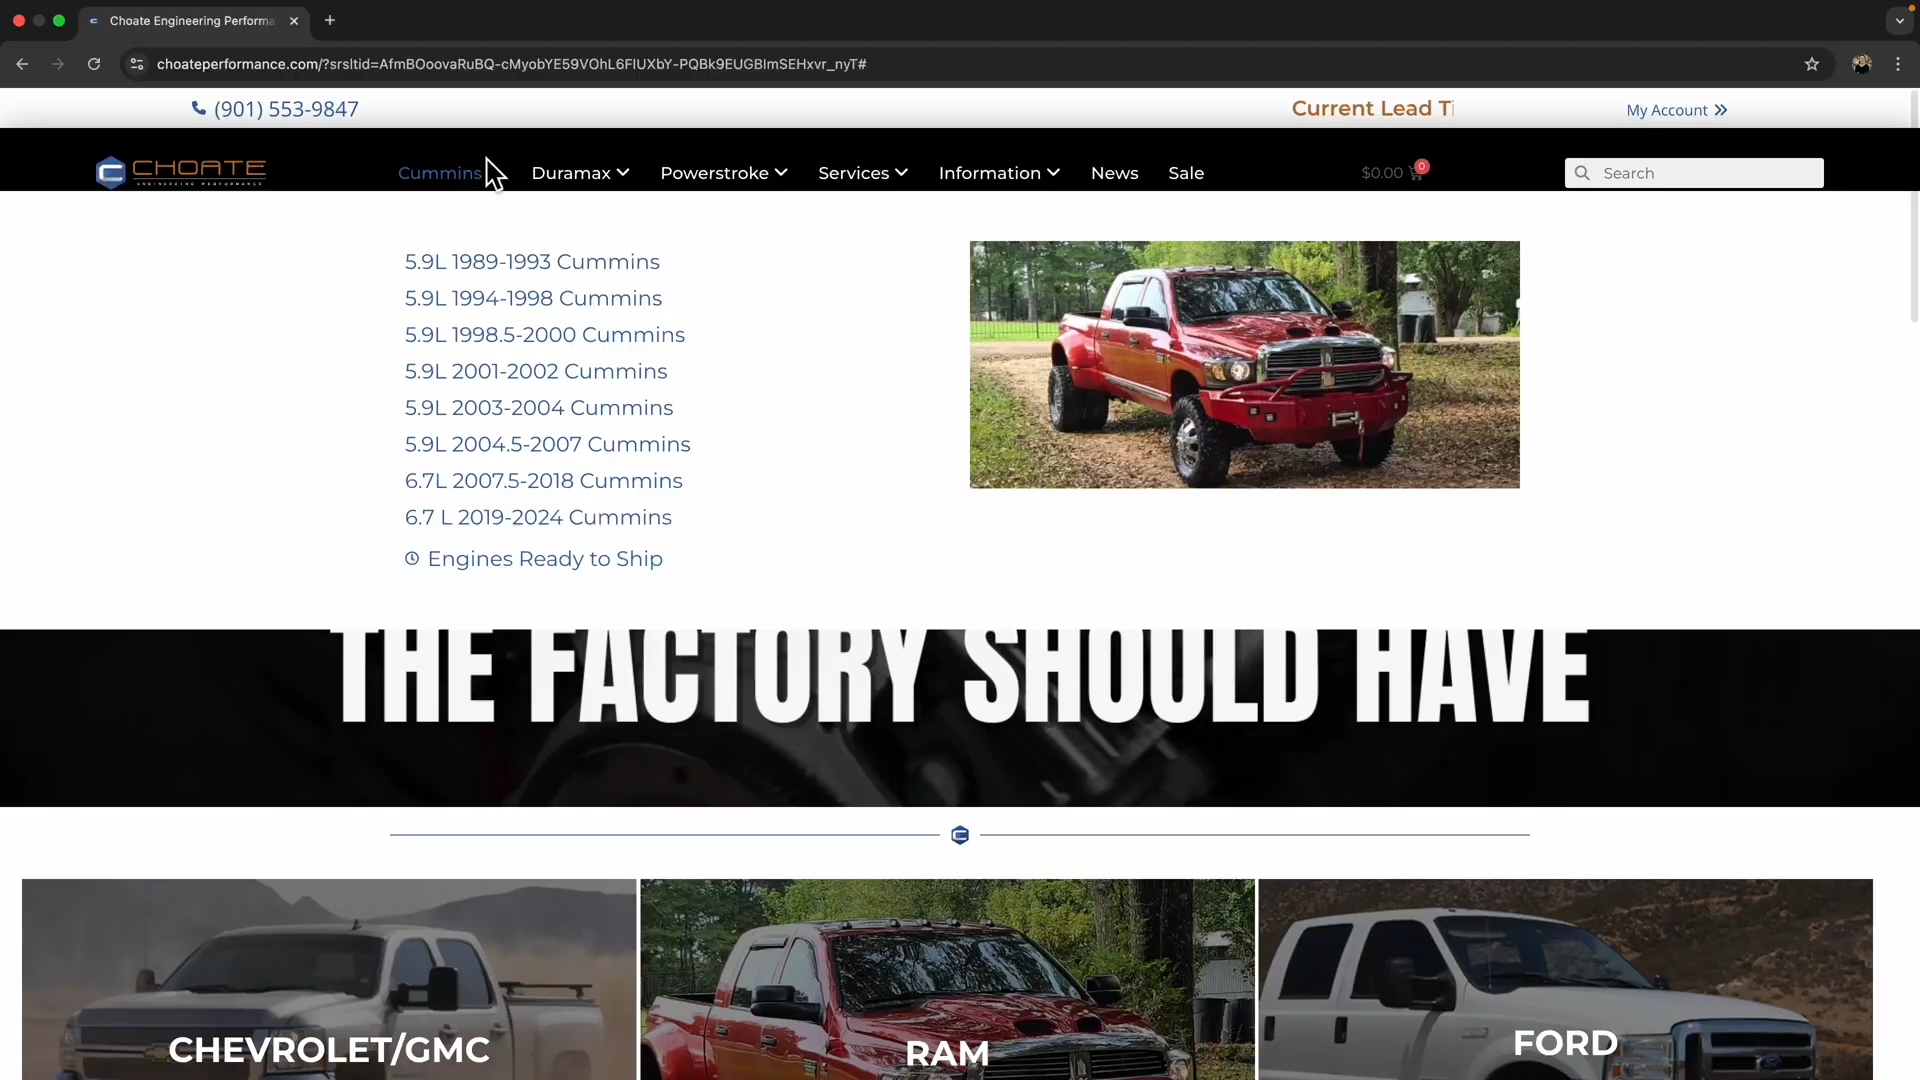 Choate Engineering Performa
choateperformance.com/?srsltid=AfmBOoovaRuBQ-cMyobYE59VOhL6FIUXbY-PQBk9EUGBlmSEHxvr_nyT#
(901) 553-9847
Current Lead Ti
My Account
CHOATE
ENGINEERING PERFORMANCE
Cummins
Duramax
Powerstroke
Services
Information
News
Sale
$0.00
0
Search
5.9L 1989-1993 Cummins
5.9L 1994-1998 Cummins
5.9L 1998.5-2000 Cummins
5.9L 2001-2002 Cummins
5.9L 2003-2004 Cummins
5.9L 2004.5-2007 Cummins
6.7L 2007.5-2018 Cummins
6.7 L 2019-2024 Cummins
Engines Ready to Ship
THE FACTORY SHOULD HAVE
CHEVROLET/GMC
RAM
FORD